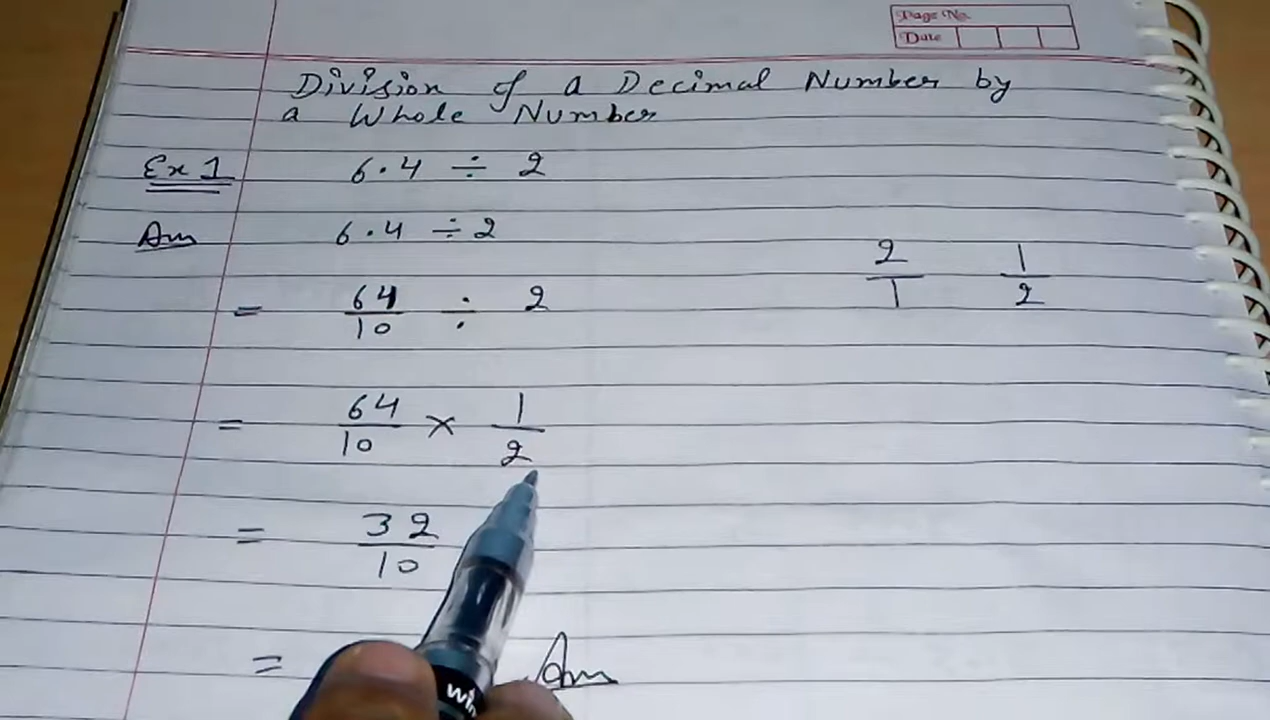 Page No.
Date
Division of a Decimal Number by
a Whole Number
Ex 1 6.4 ÷ 2
Ans 6.4 ÷ 2
2/1 1/2
= 64/10 ÷ 2
= 64/10 × 1/2
= 32/10
= Ans